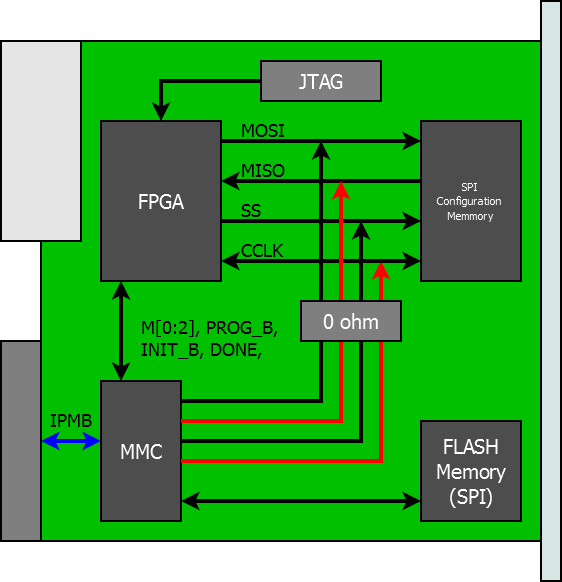 JTAG
MOSI
MISO
SS
CCLK
FPGA
SPI
Configuration
Memmory
M[0:2], PROG_B,
INIT_B, DONE,
0 ohm
IPMB
MMC
FLASH
Memory
(SPI)